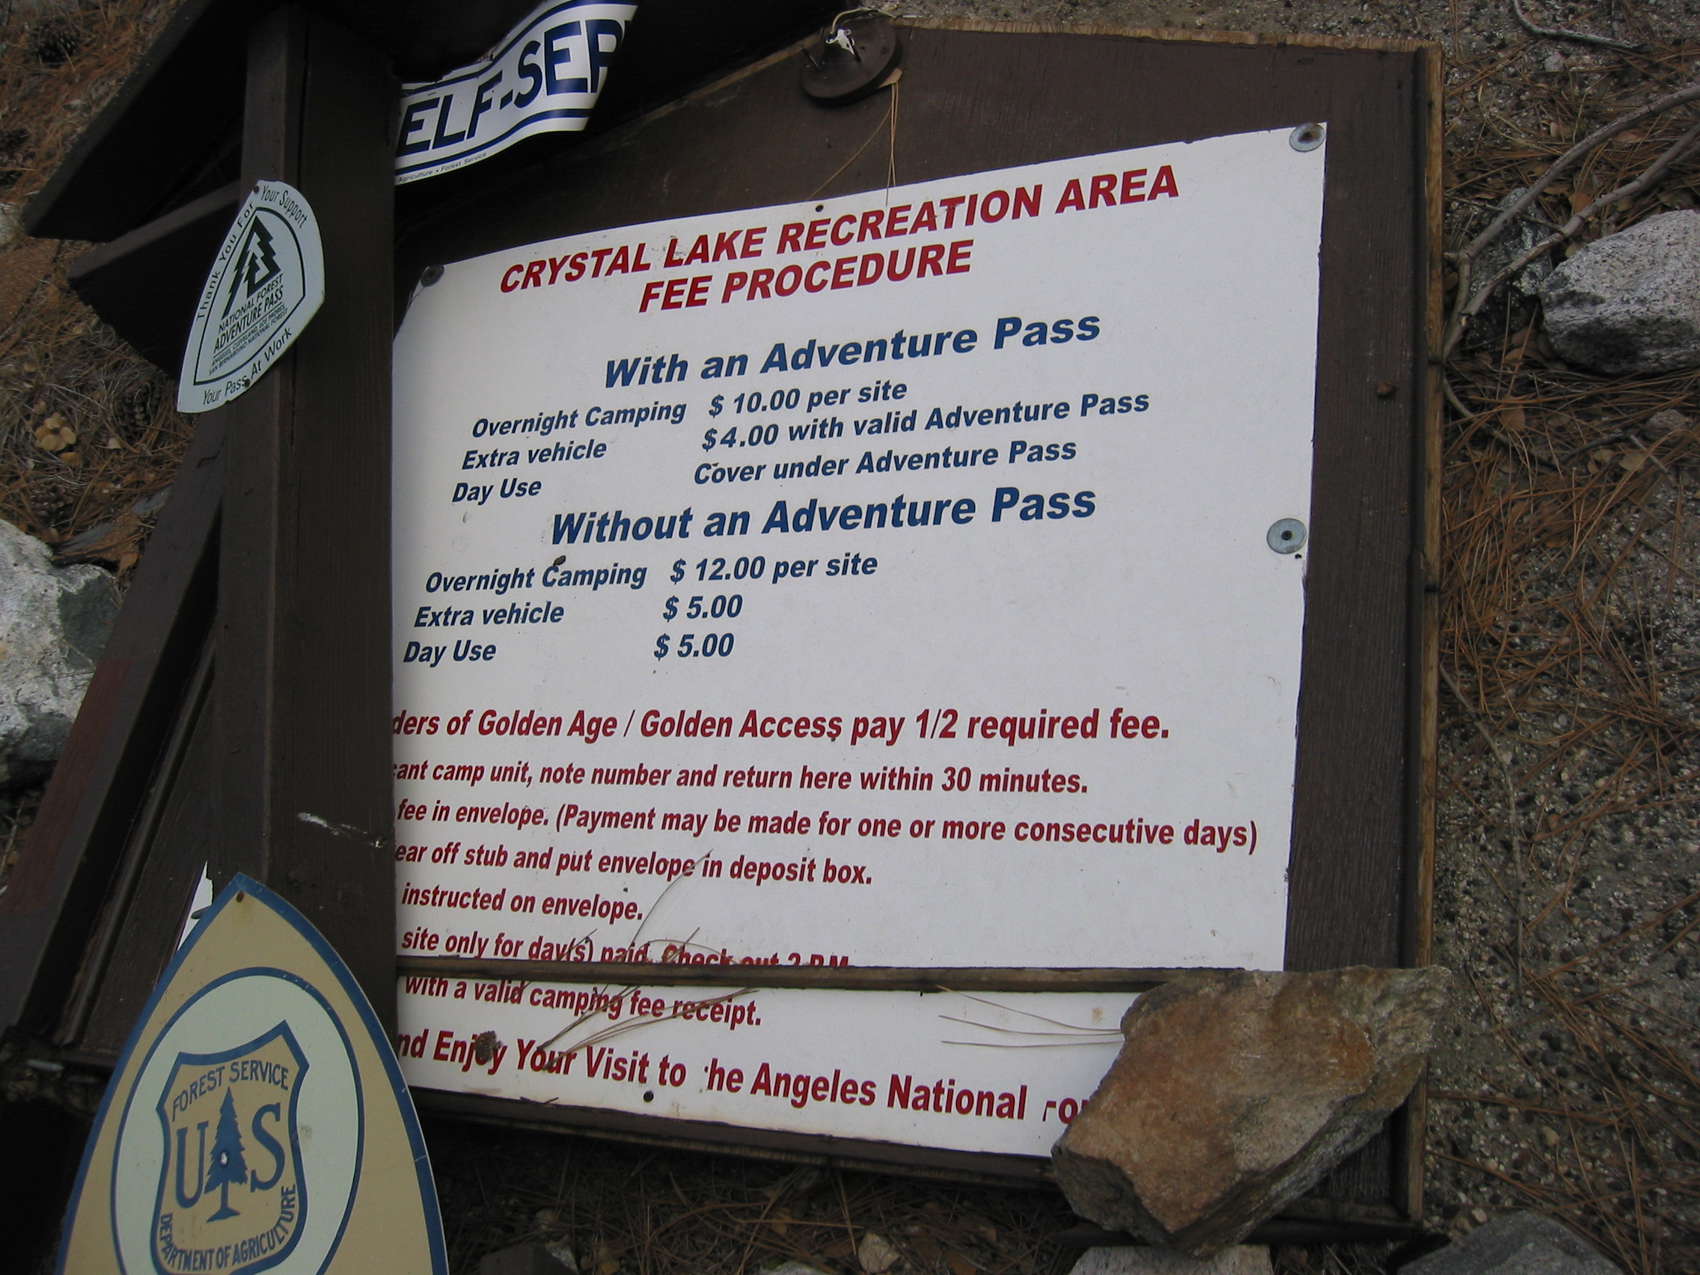 ELF-SER
Agriculture • Forest Service
Thank You For Your Support
NATIONAL FOREST
ADVENTURE PASS
Your Pass At Work
CRYSTAL LAKE RECREATION AREA
FEE PROCEDURE
With an Adventure Pass
Overnight Camping $ 10.00 per site
Extra vehicle $4.00 with valid Adventure Pass
Day Use Cover under Adventure Pass
Without an Adventure Pass
Overnight Camping $ 12.00 per site
Extra vehicle $ 5.00
Day Use $ 5.00
ders of Golden Age / Golden Access pay 1/2 required fee.
cant camp unit, note number and return here within 30 minutes.
fee in envelope. (Payment may be made for one or more consecutive days)
ear off stub and put envelope in deposit box.
instructed on envelope.
site only for day(s) paid. Check out 2 P.M.
with a valid camping fee receipt.
nd Enjoy Your Visit to he Angeles National For
FOREST SERVICE
U S
DEPARTMENT OF AGRICULTURE